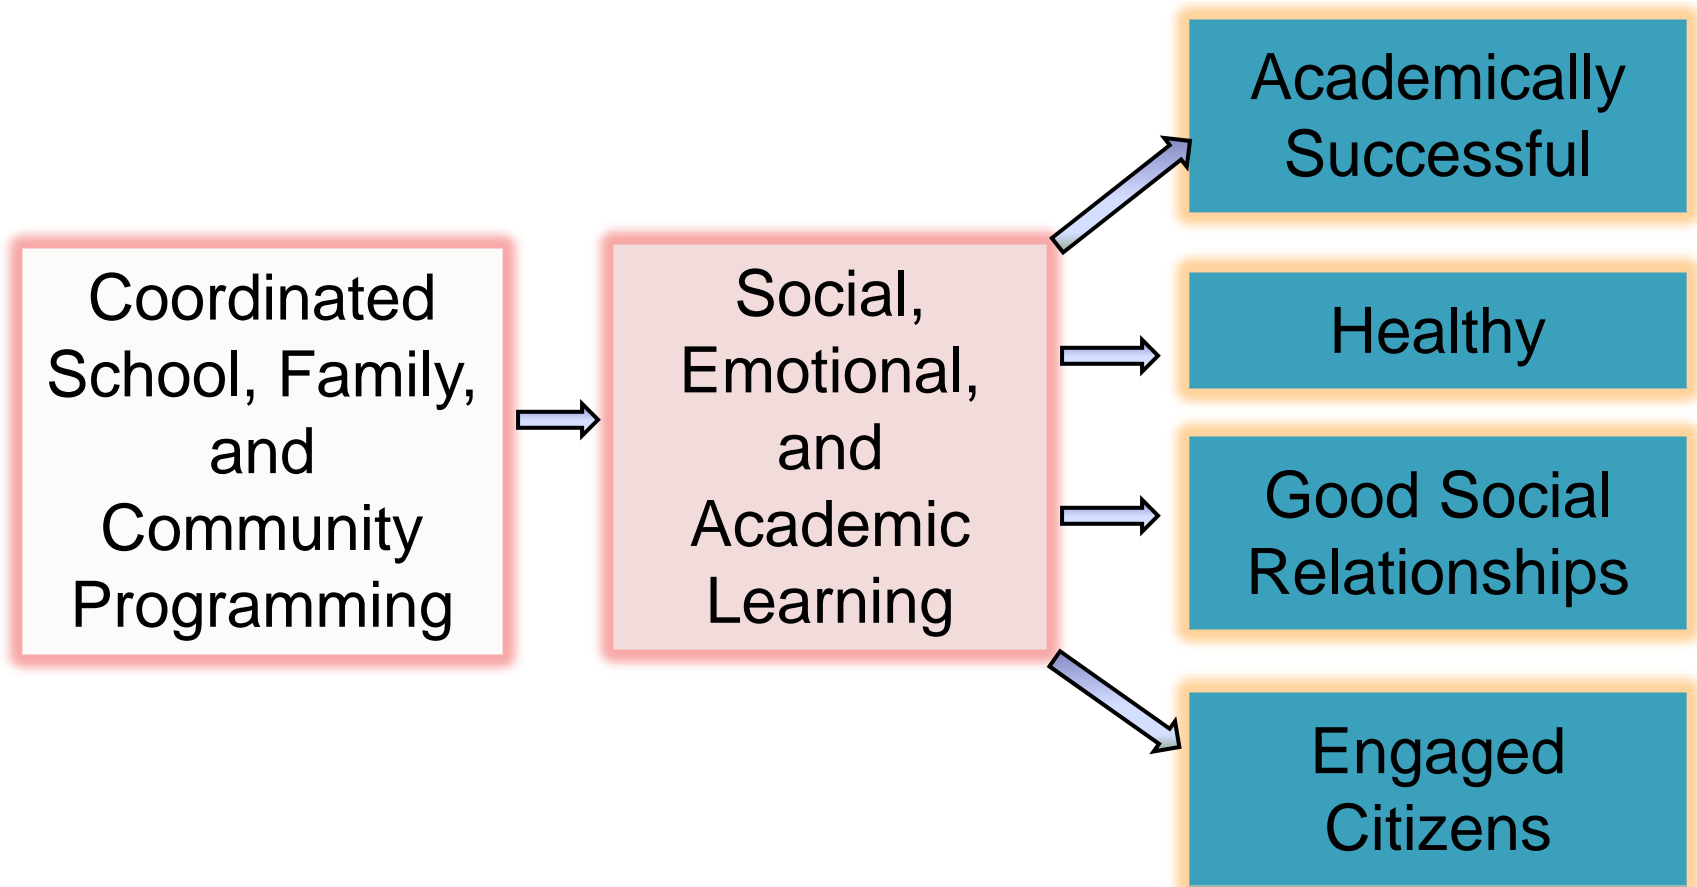 Coordinated
School, Family,
and
Community
Programming
Social,
Emotional,
and
Academic
Learning
Academically
Successful
Healthy
Good Social
Relationships
Engaged
Citizens